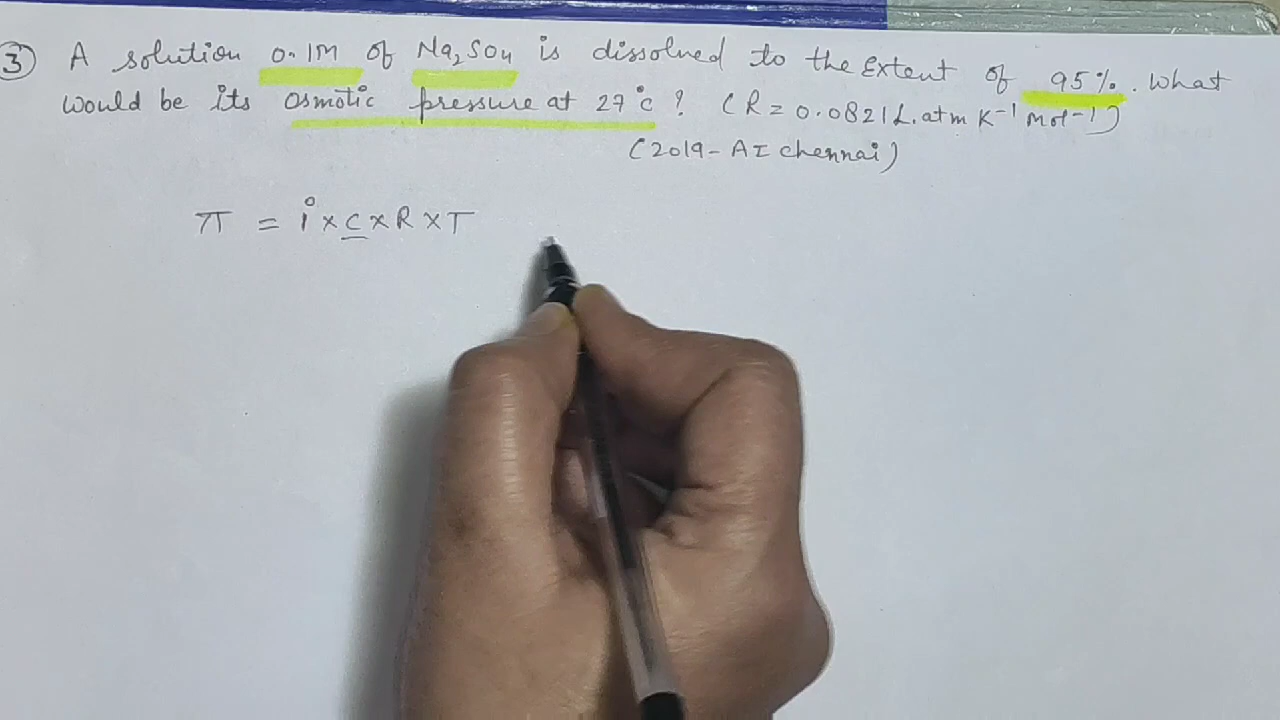 3 A solution 0.1M of Na₂SO₄ is dissolved to the Extent of 95%. What
would be its Osmotic pressure at 27°c ? (R = 0.0821L.atm K⁻¹ mol⁻¹)
(2019 - AI Chennai)
π = i × c × R × T